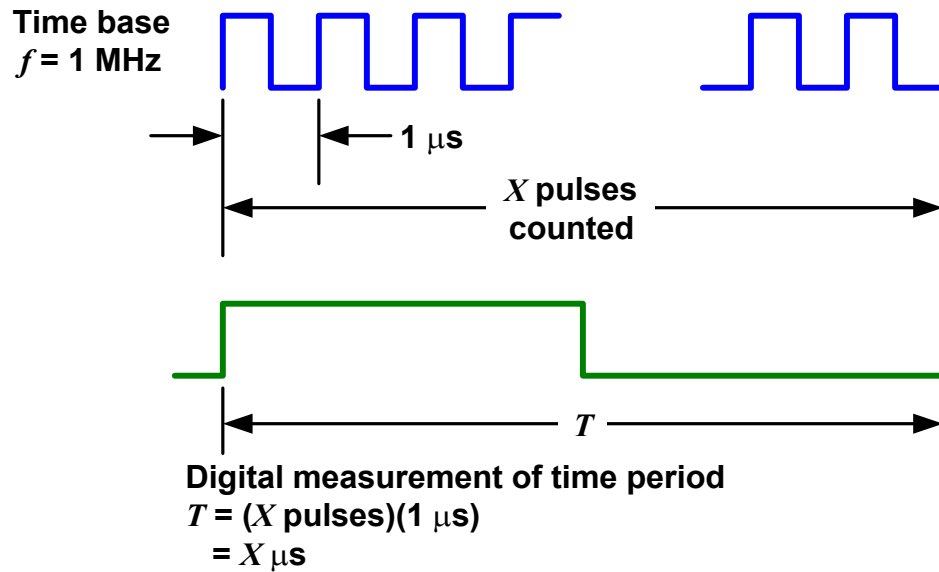 Time base
f = 1 MHz
1 μs
X pulses
counted
T
Digital measurement of time period
T = (X pulses)(1 μs)
= X μs